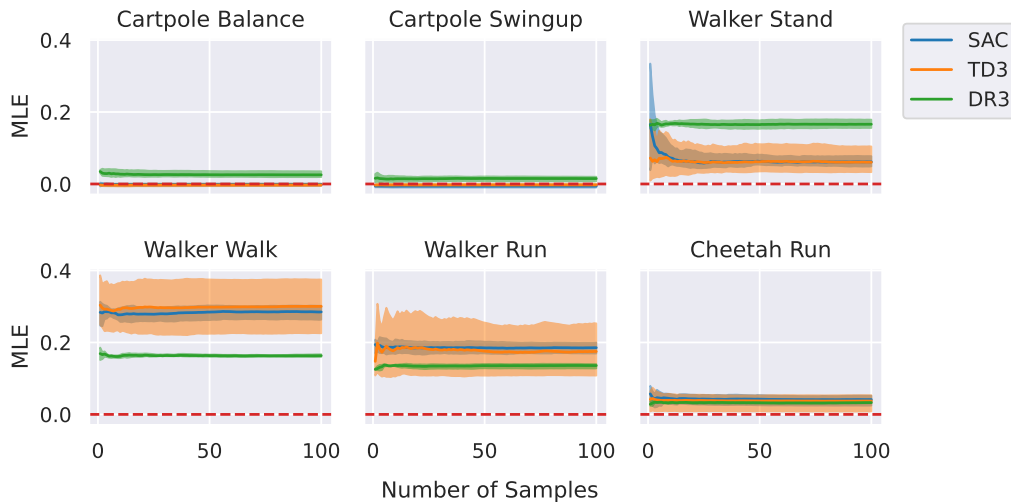 Cartpole Balance
Cartpole Swingup
Walker Stand
0.4
0.2
0.0
MLE
SAC
TD3
DR3
Walker Walk
Walker Run
Cheetah Run
0.4
0.2
0.0
MLE
0 50 100
0 50 100
0 50 100
Number of Samples